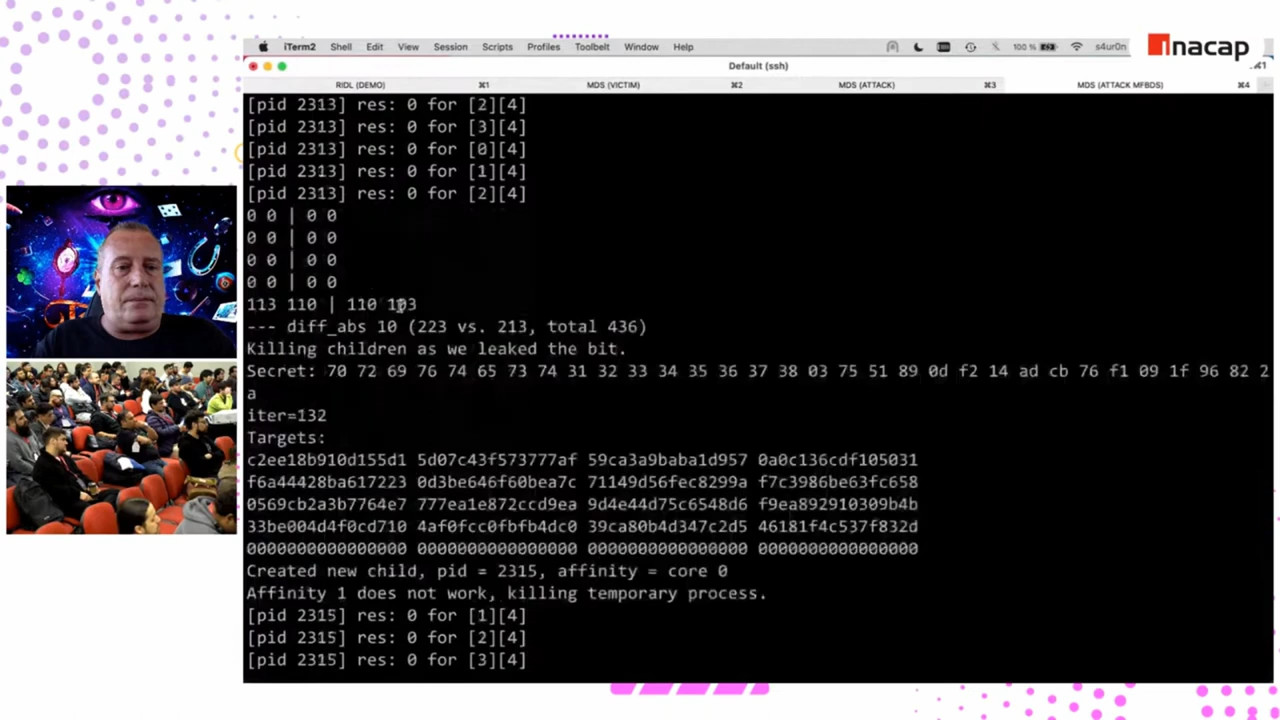 iTerm2 Shell Edit View Session Scripts Profiles Toolbelt Window Help 100 % s4ur0n
inacap
Default (ssh) ⌘1
RIDL (DEMO) ⌘1 MDS (VICTIM) ⌘2 MDS (ATTACK) ⌘3 MDS (ATTACK MFBDS) ⌘4
[pid 2313] res: 0 for [2][4]
[pid 2313] res: 0 for [3][4]
[pid 2313] res: 0 for [0][4]
[pid 2313] res: 0 for [1][4]
[pid 2313] res: 0 for [2][4]
0 0 | 0 0
0 0 | 0 0
0 0 | 0 0
0 0 | 0 0
113 110 | 110 103
--- diff_abs 10 (223 vs. 213, total 436)
Killing children as we leaked the bit.
Secret: 70 72 69 76 74 65 73 74 31 32 33 34 35 36 37 38 03 75 51 89 0d f2 14 ad cb 76 f1 09 1f 96 82 2
a
iter=132
Targets:
c2ee18b910d155d1 5d07c43f573777af 59ca3a9baba1d957 0a0c136cdf105031
f6a44428ba617223 0d3be646f60bea7c 71149d56fec8299a f7c3986be63fc658
0569cb2a3b7764e7 777ea1e872ccd9ea 9d4e44d75c6548d6 f9ea892910309b4b
33be004d4f0cd710 4af0fcc0fbfb4dc0 39ca80b4d347c2d5 46181f4c537f832d
0000000000000000 0000000000000000 0000000000000000 0000000000000000
Created new child, pid = 2315, affinity = core 0
Affinity 1 does not work, killing temporary process.
[pid 2315] res: 0 for [1][4]
[pid 2315] res: 0 for [2][4]
[pid 2315] res: 0 for [3][4]